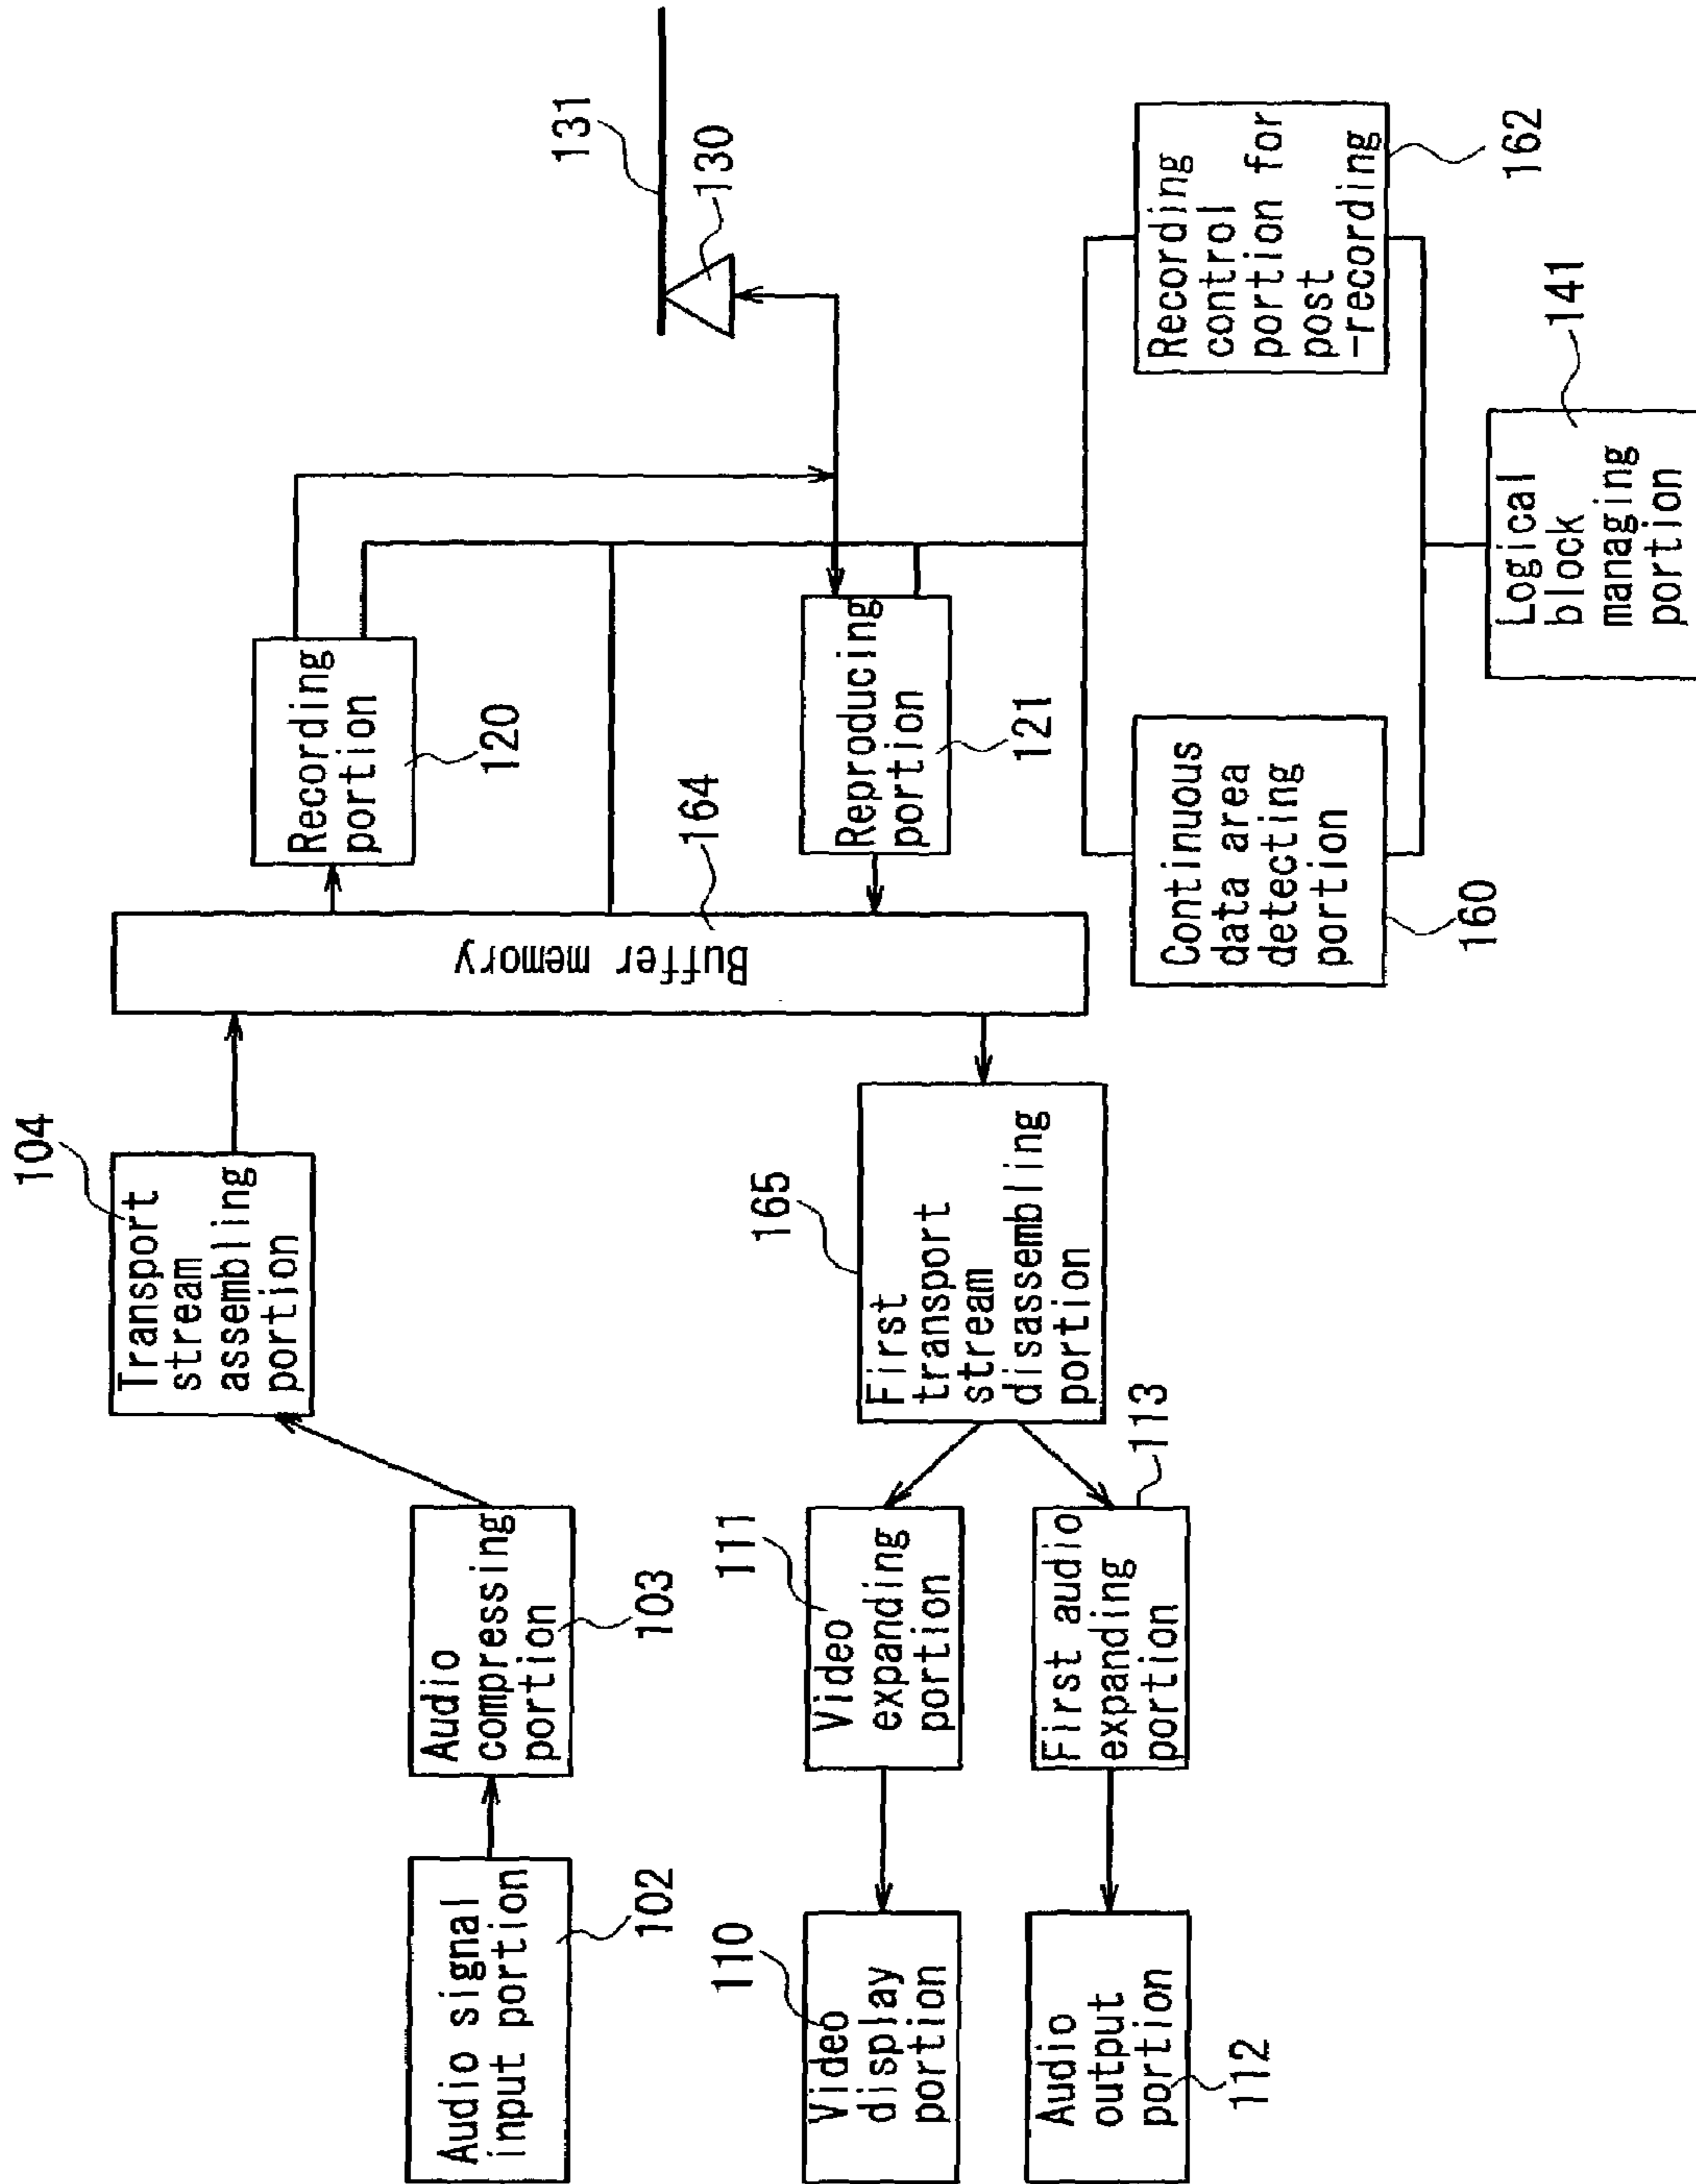 Audio signal
input portion
102
Audio
compressing
portion
103
Transport
stream
assembling
portion
104
Buffer memory
164
Recording
portion
120
131
130
Video
display
portion
110
Video
expanding
portion
111
First
transport
stream
disassembling
portion
165
Reproducing
portion
121
Audio
output
portion
112
First audio
expanding
portion
113
Continuous
data area
detecting
portion
160
Recording
control
portion for
post
-recording
162
Logical
block
managing
portion
141